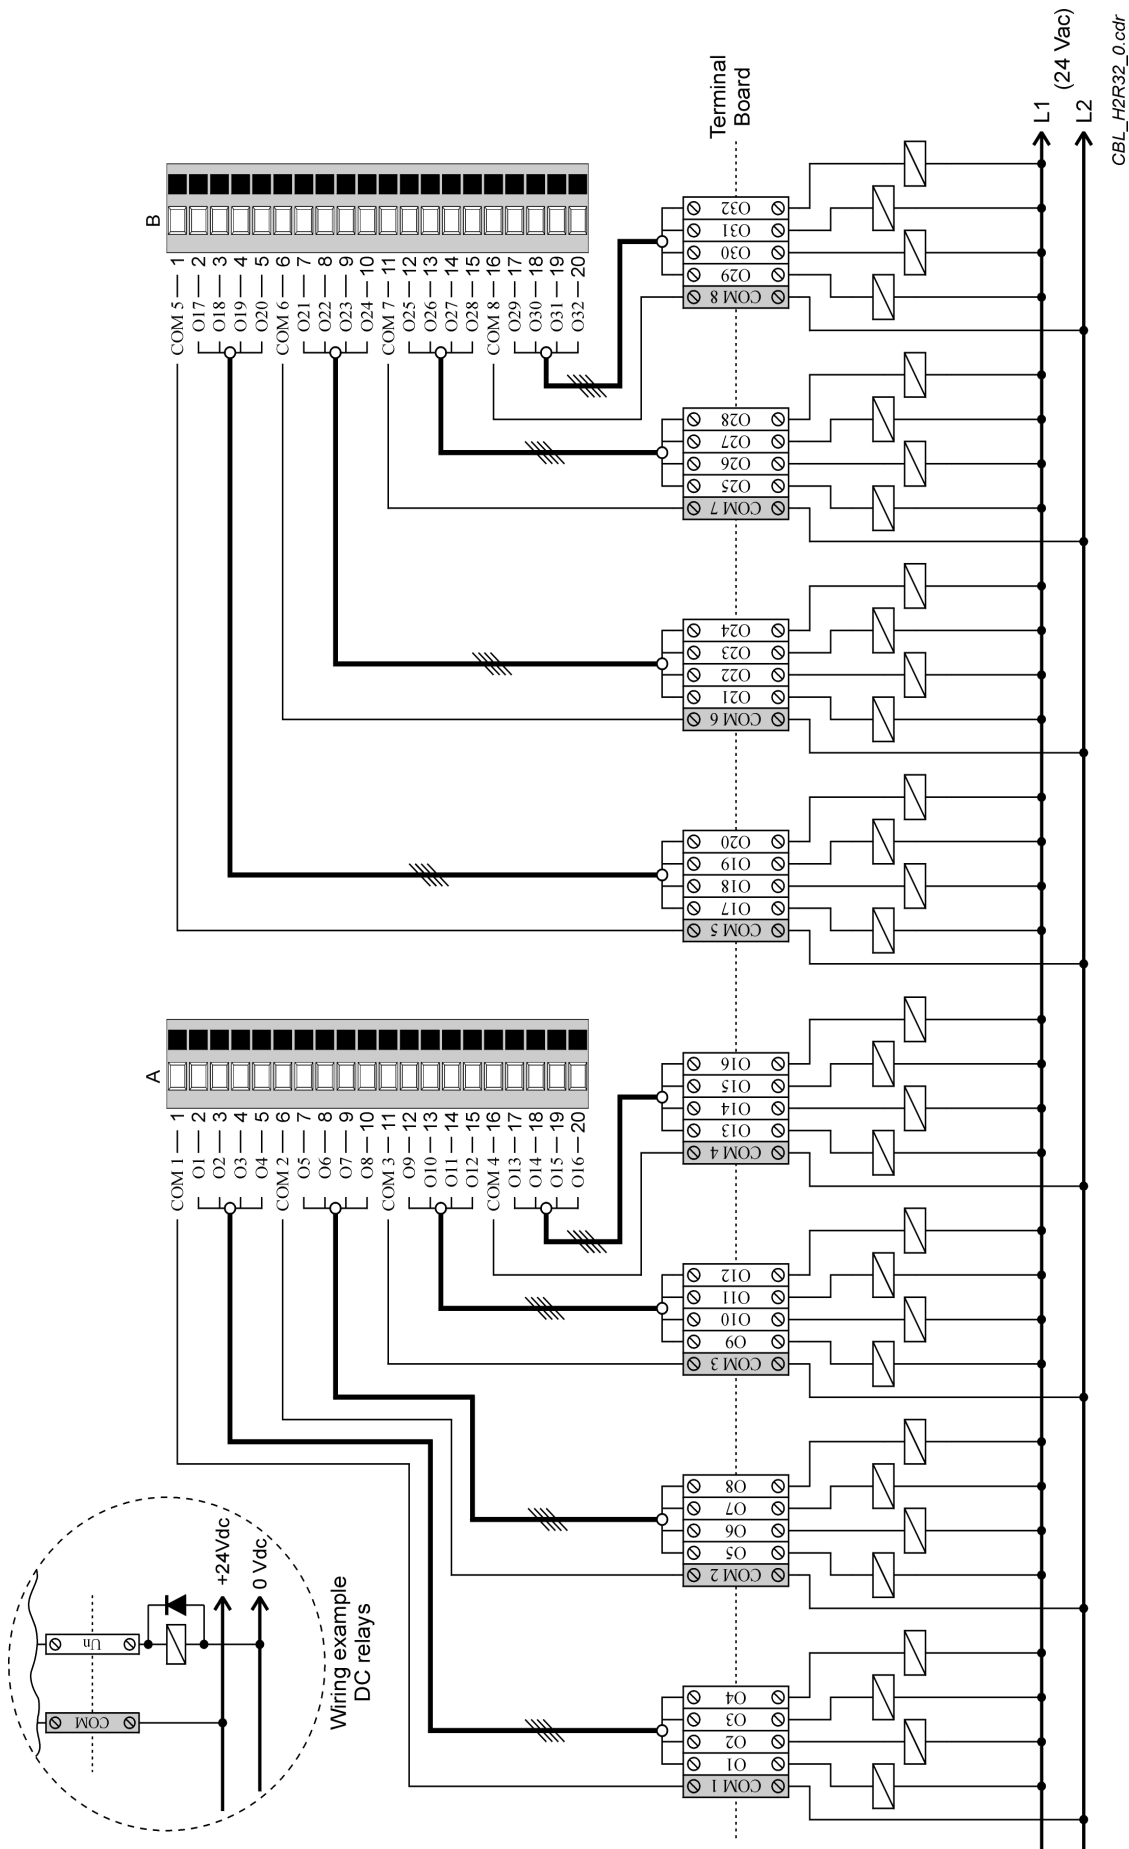 CBL_H2R32_0.cdr
(24 Vac)
L1
L2
Terminal
Board
B
COM 5 1
O17 2
O18 3
O19 4
O20 5
COM 6 6
O21 7
O22 8
O23 9
O24 10
COM 7 11
O25 12
O26 13
O27 14
O28 15
COM 8 16
O29 17
O30 18
O31 19
O32 20
A
COM 1 1
O1 2
O2 3
O3 4
O4 5
COM 2 6
O5 7
O6 8
O7 9
O8 10
COM 3 11
O9 12
O10 13
O11 14
O12 15
COM 4 16
O13 17
O14 18
O15 19
O16 20
O32
O31
O30
O29
COM 8
O28
O27
O26
O25
COM 7
O24
O23
O22
O21
COM 6
O20
O19
O18
O17
COM 5
O16
O15
O14
O13
COM 4
O12
O11
O10
O9
COM 3
O8
O7
O6
O5
COM 2
O4
O3
O2
O1
COM 1
Un
COM
+24Vdc
0 Vdc
Wiring example
DC relays